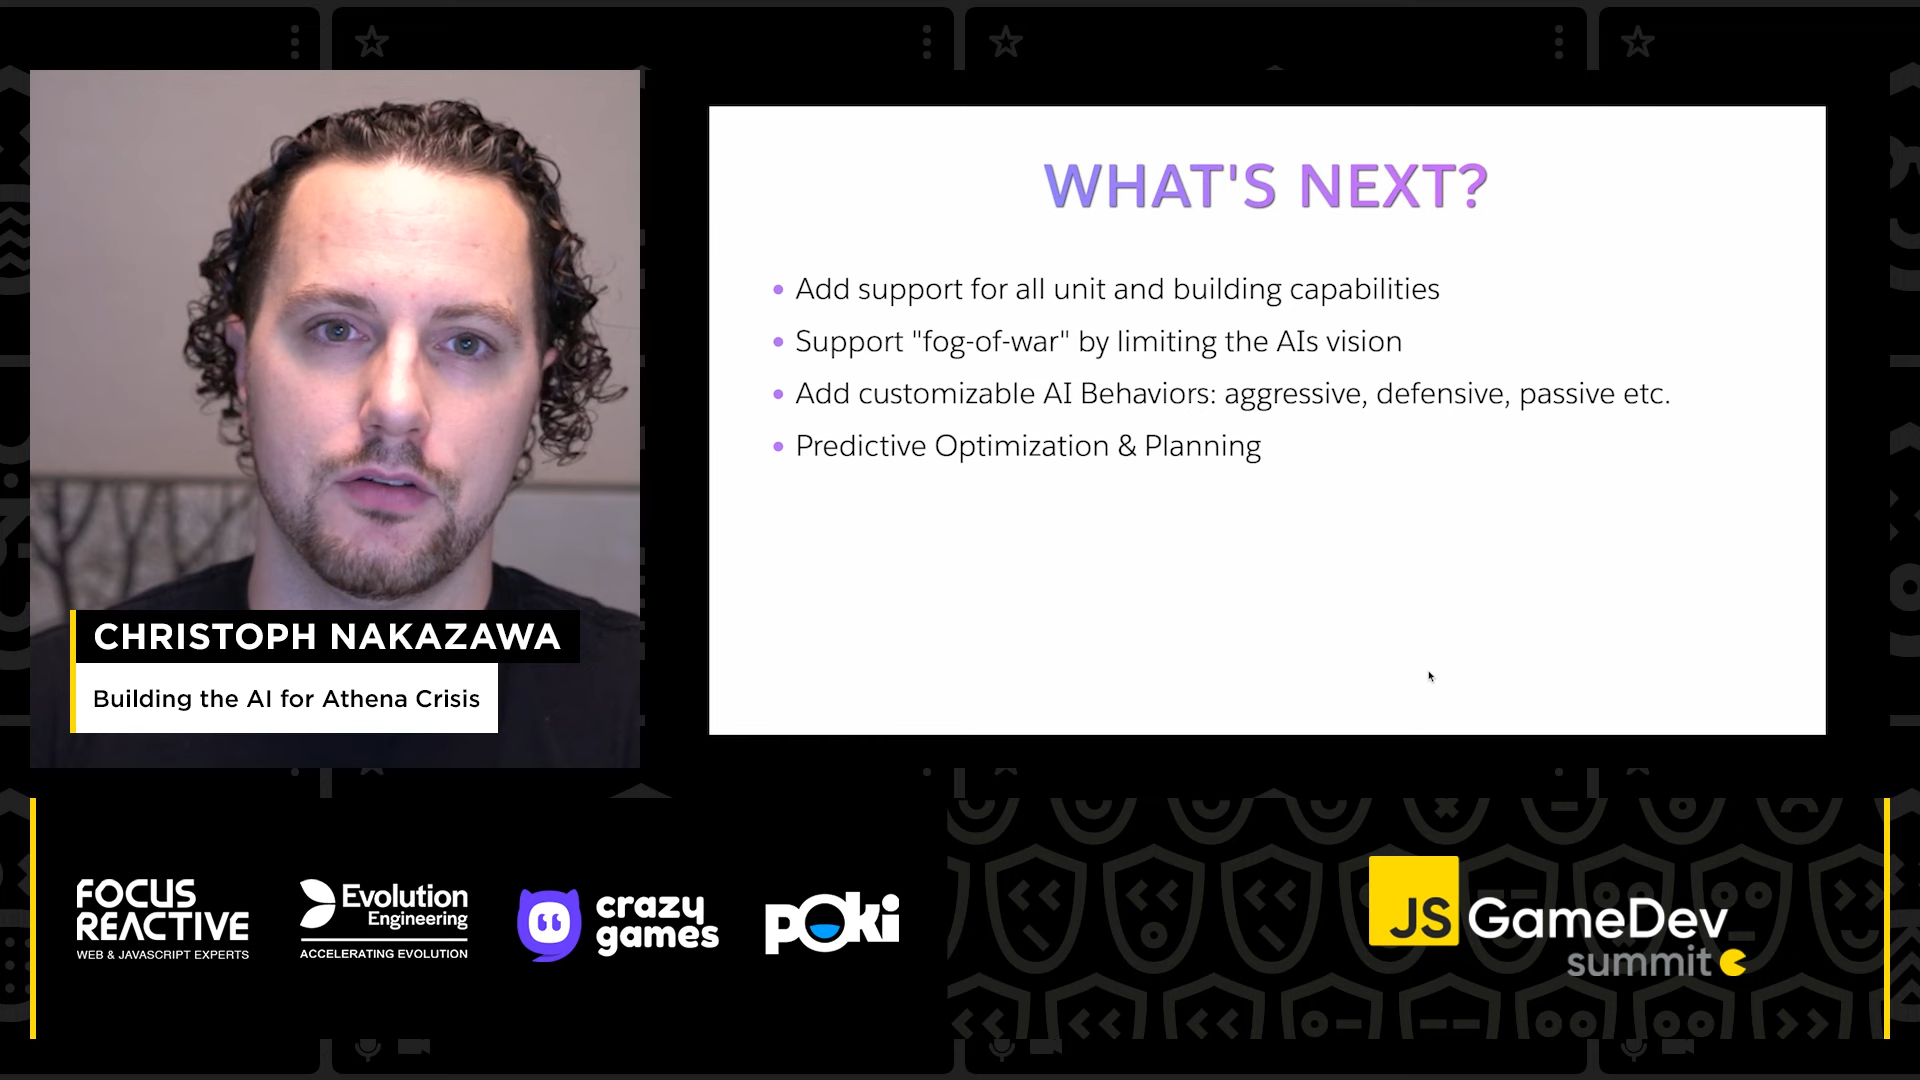 WHAT'S NEXT?
Add support for all unit and building capabilities
Support "fog-of-war" by limiting the AIs vision
Add customizable AI Behaviors: aggressive, defensive, passive etc.
Predictive Optimization & Planning
CHRISTOPH NAKAZAWA
Building the AI for Athena Crisis
FOCUS
REACTIVE
WEB & JAVASCRIPT EXPERTS
Evolution
Engineering
ACCELERATING EVOLUTION
crazy
games
poki
JS GameDev
summit